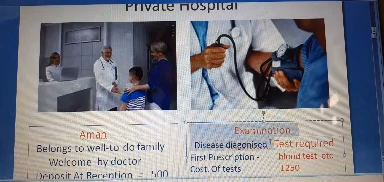 Private Hospital
Aman
Belongs to well-to-do family
Welcome by doctor
Deposit At Reception = 500
Examination
Disease diagonised
First Prescription -
Cost. Of tests
Test required
blood test etc
1250